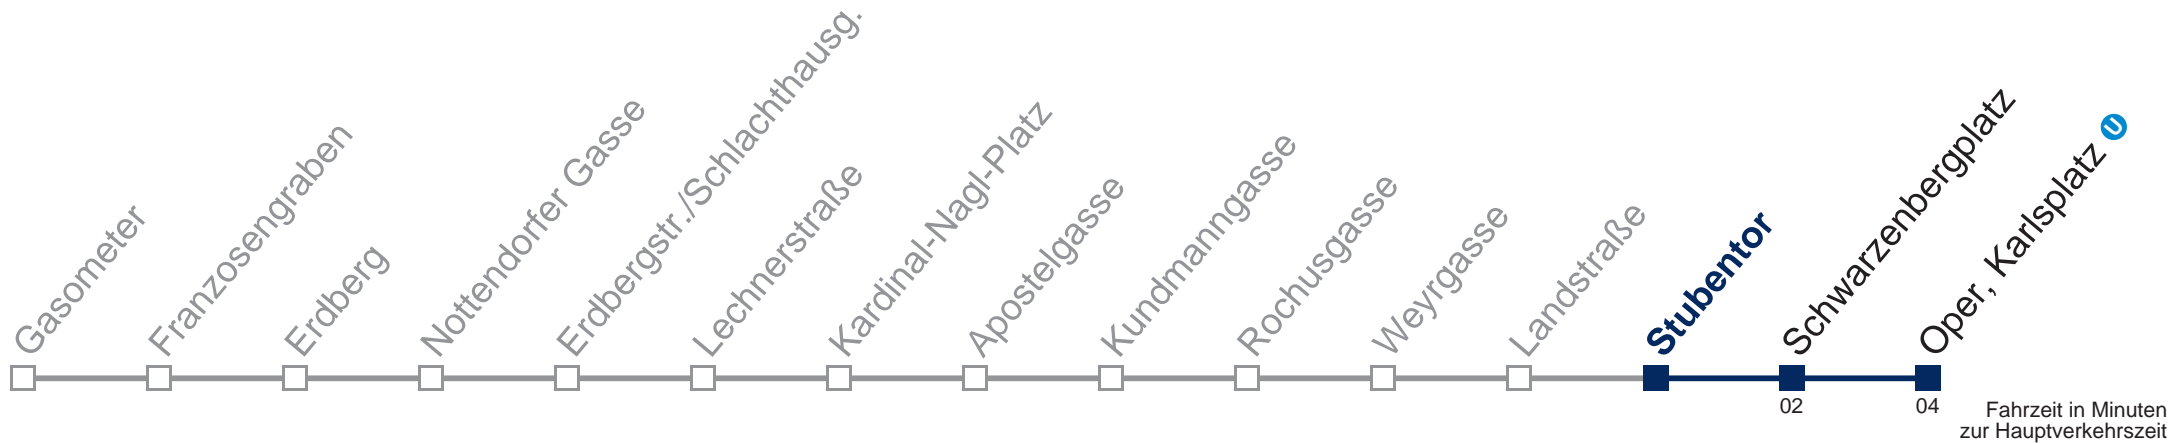 Gasometer
Franzosengraben
Erdberg
Nottendorfer Gasse
Erdbergstr./Schlachthausg.
Lechnerstraße
Kardinal-Nagl-Platz
Apostelgasse
Kundmanngasse
Rochusgasse
Weyrgasse
Landstraße
Stubentor
Schwarzenbergplatz
Oper, Karlsplatz U
02
04
Fahrzeit in Minuten
zur Hauptverkehrszeit